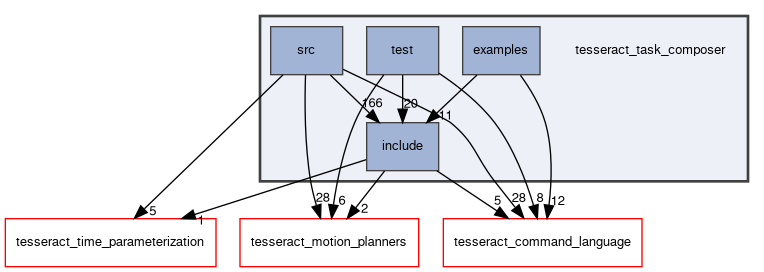 src
test
examples
tesseract_task_composer
166
20
11
include
5
1
28
6
2
5
28
8
12
tesseract_time_parameterization
tesseract_motion_planners
tesseract_command_language